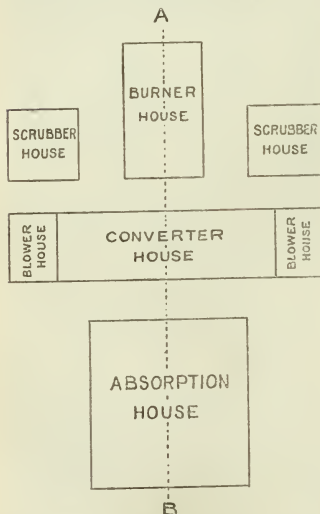 A
BURNER
HOUSE
SCRUBBER
HOUSE
SCRUBBER
HOUSE
BLOWER
HOUSE
CONVERTER
HOUSE
BLOWER
HOUSE
ABSORPTION
HOUSE
B